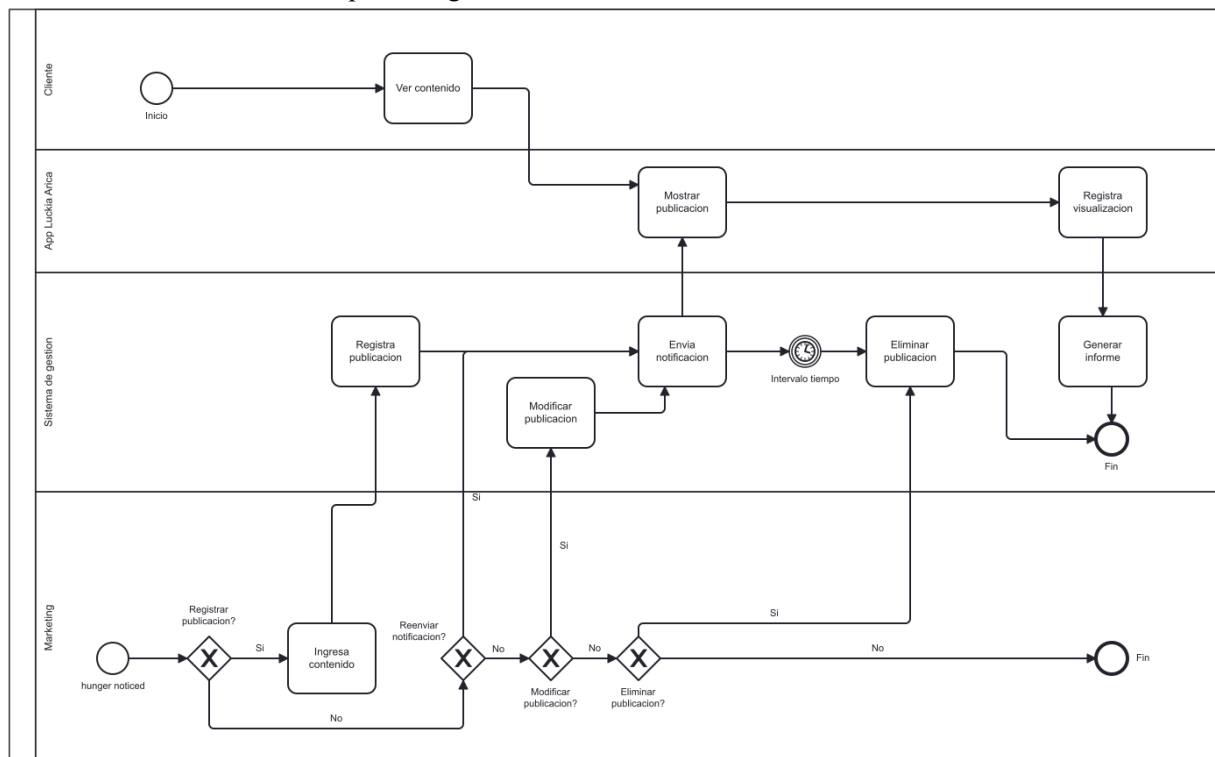 Cliente
Inicio
Ver contenido
App Luckia Arica
Mostrar
publicacion
Registra
visualizacion
Sistema de gestion
Registra
publicacion
Envia
notificacion
Intervalo tiempo
Eliminar
publicacion
Generar
informe
Modificar
publicacion
Fin
Marketing
hunger noticed
Registrar
publicacion?
Si
Ingresa
contenido
No
Reenviar
notificacion?
Si
No
Modificar
publicacion?
Si
No
Eliminar
publicacion?
Si
No
Fin